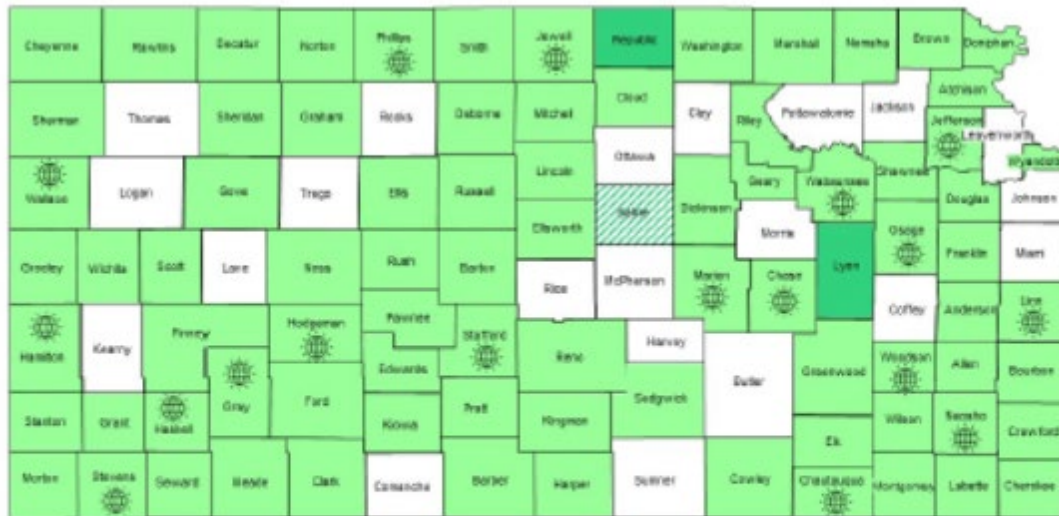 Cheyenne Rawlins Decatur Norton Phillips Smith Jewell Republic Washington Marshall Nemaha Brown Doniphan
Sherman Thomas Sheridan Graham Rooks Osborne Mitchell Cloud Clay Riley Pottawatomie Jackson Atchison Jefferson Leavenworth Wyandotte
Wallace Logan Gove Trego Ellis Russell Lincoln Ottawa Saline Dickinson Geary Wabaunsee Shawnee Douglas Johnson
Greeley Wichita Scott Lane Ness Rush Barton Ellsworth Rice McPherson Marion Morris Chase Lyon Osage Franklin Miami
Hamilton Kearny Finney Hodgeman Pawnee Stafford Edwards Reno Harvey Butler Greenwood Coffey Anderson Linn
Stanton Grant Haskell Gray Ford Kiowa Pratt Kingman Sedgwick Elk Woodson Wilson Allen Neosho Bourbon Crawford
Morton Stevens Seward Meade Clark Comanche Barber Harper Sumner Cowley Chautauqua Montgomery Labette Cherokee